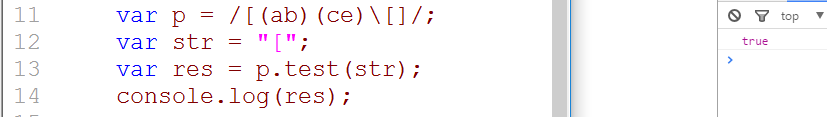 11 var p = /[(ab)(ce)\[]/;
12 var str = "[";
13 var res = p.test(str);
14 console.log(res);
top
true